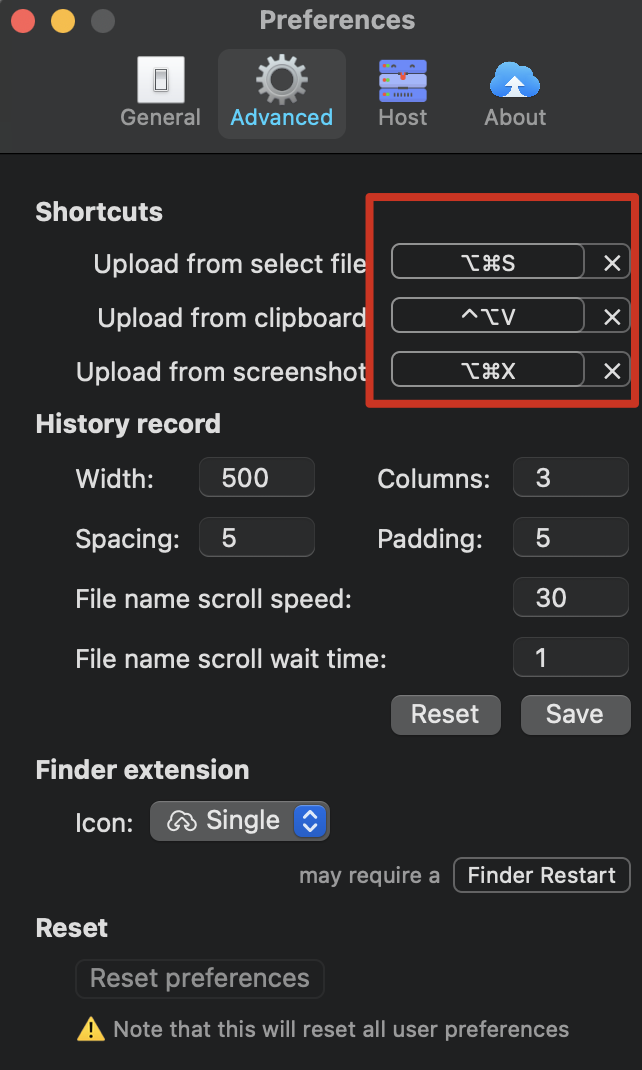 Preferences
General Advanced Host About
Shortcuts
Upload from select file ⌥⌘S ×
Upload from clipboard ^⌥V ×
Upload from screenshot ⌥⌘X ×
History record
Width: 500 Columns: 3
Spacing: 5 Padding: 5
File name scroll speed: 30
File name scroll wait time: 1
Reset Save
Finder extension
Icon: Single
may require a Finder Restart
Reset
Reset preferences
Note that this will reset all user preferences